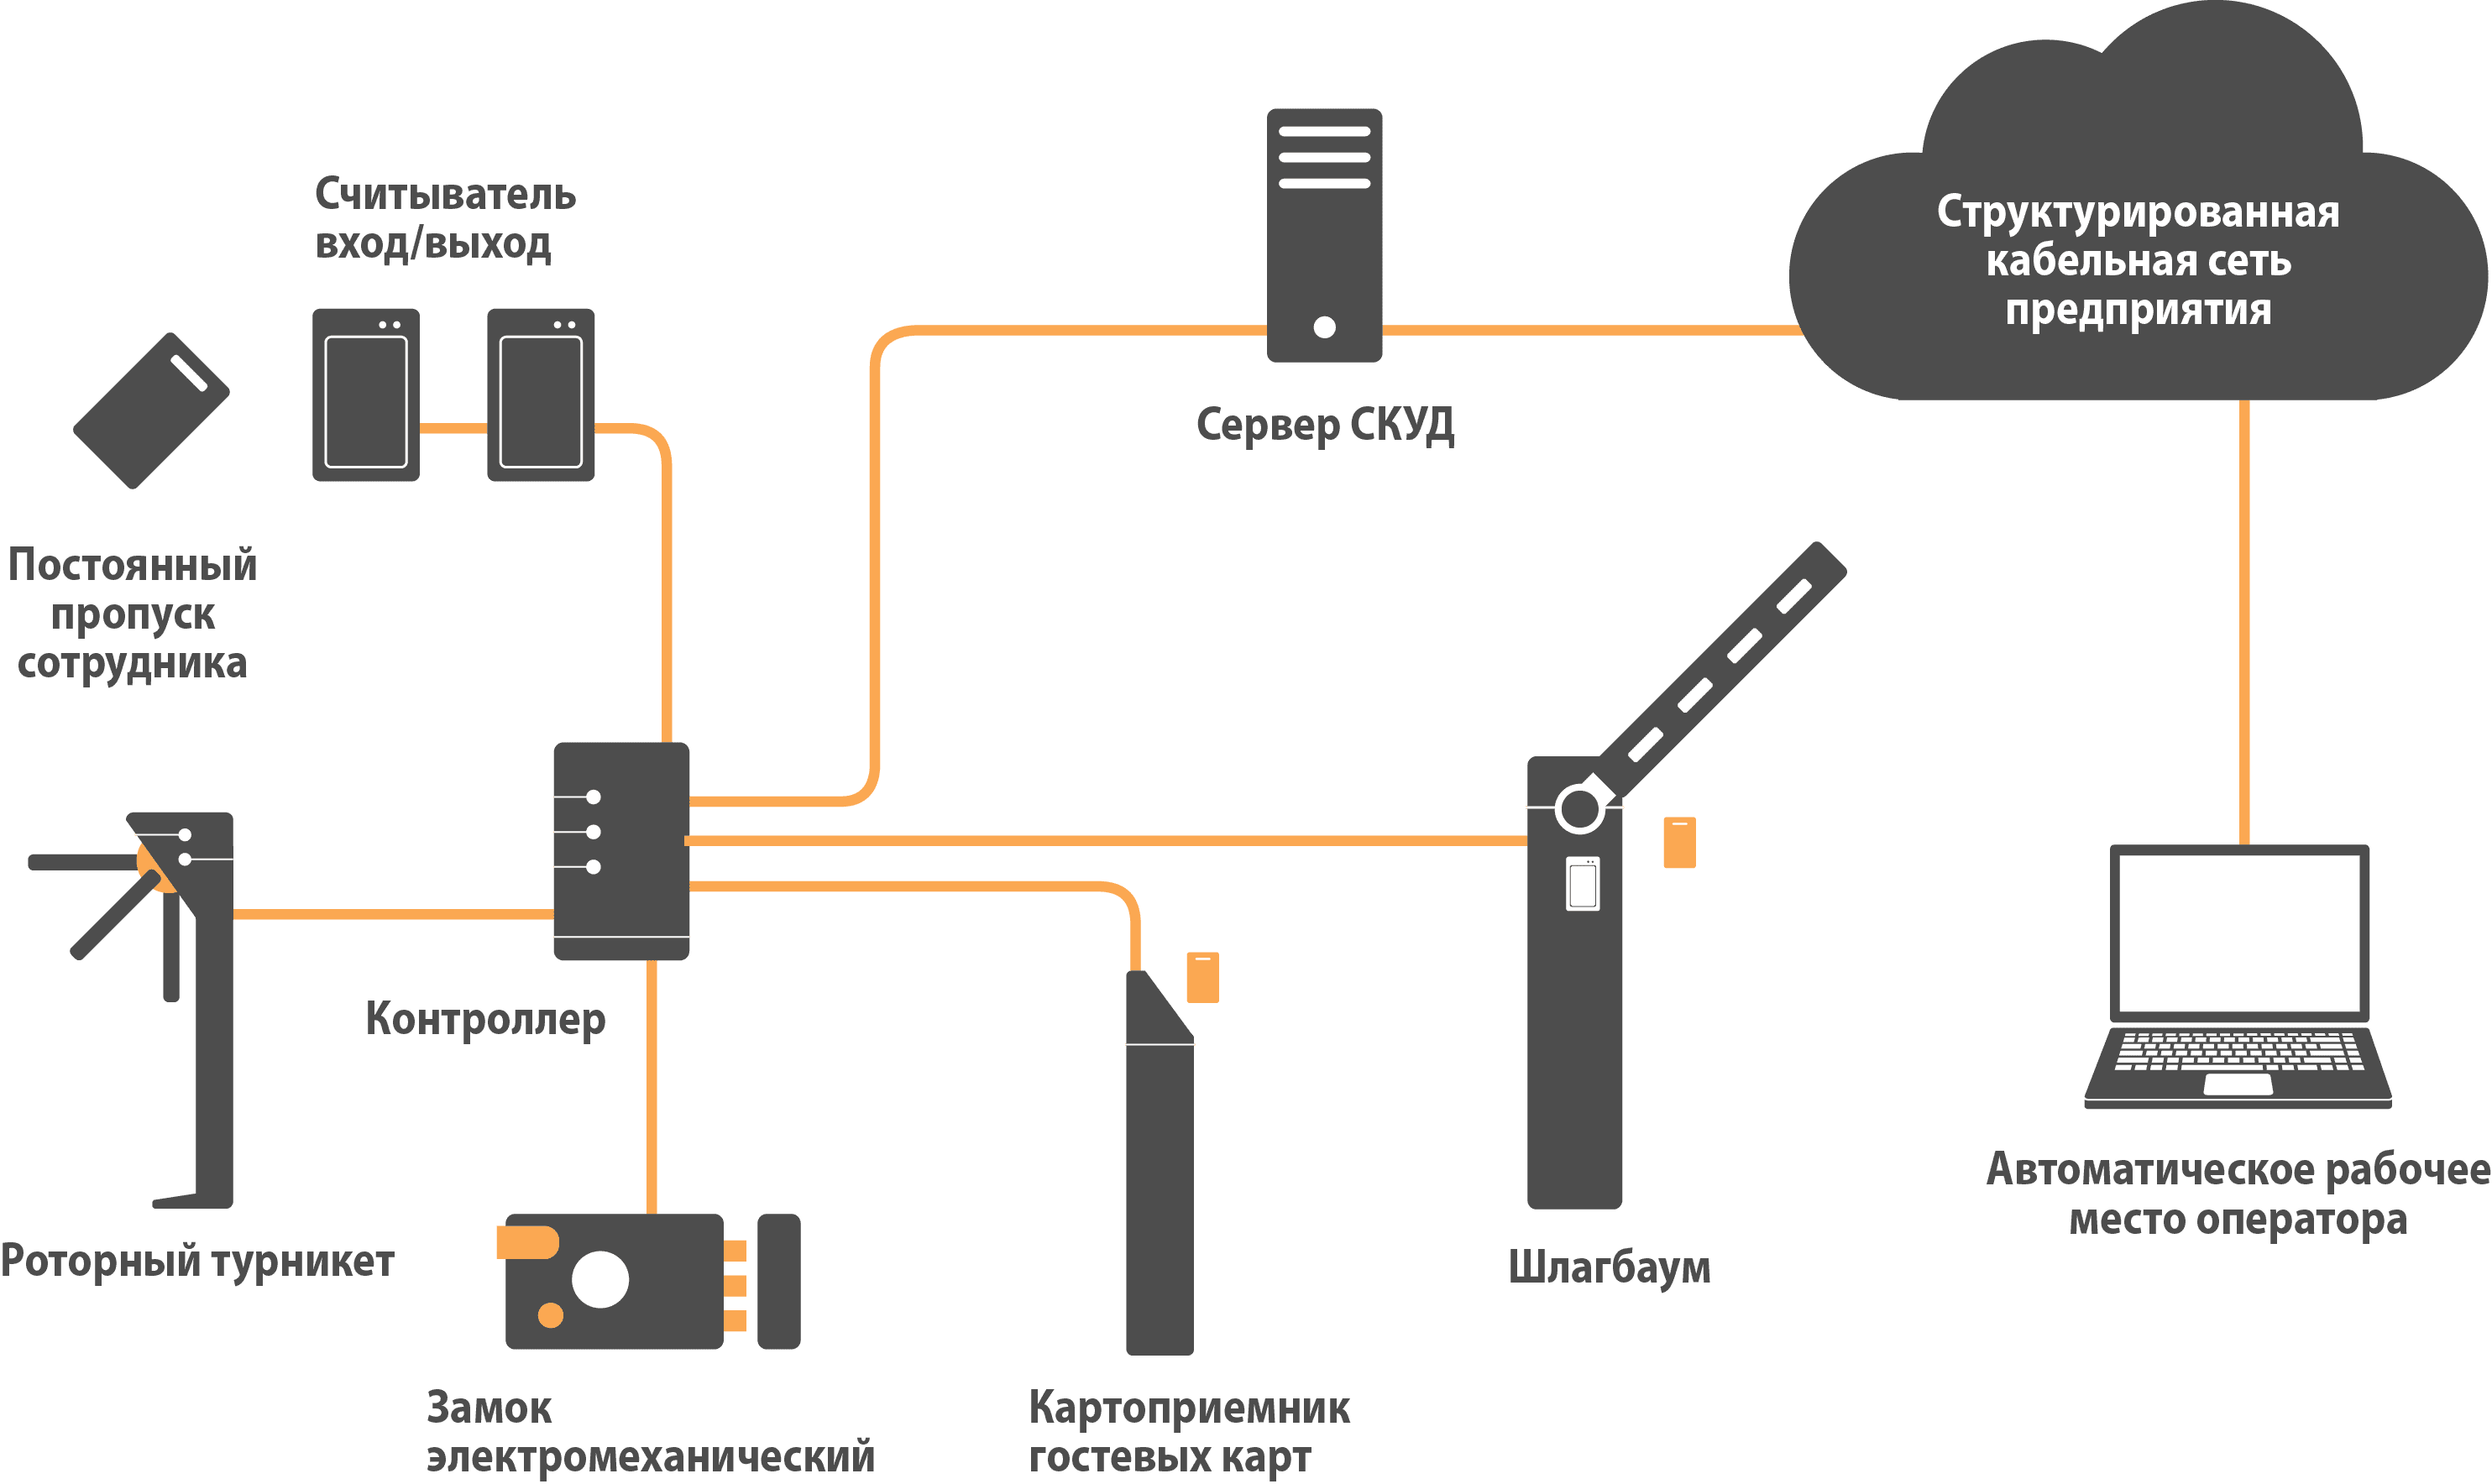 Считыватель
вход/выход
Структурированная
кабельная сеть
предприятия
Сервер СКУД
Постоянный
пропуск
сотрудника
Контроллер
Роторный турникет
Шлагбаум
Автоматическое рабочее
место оператора
Замок
электромеханический
Картоприемник
гостевых карт